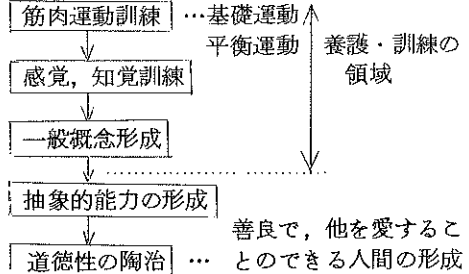 筋肉運動訓練 …基礎運動
平衡運動 養護・訓練の
領域
感覚，知覚訓練
一般概念形成
抽象的能力の形成
善良で，他を愛するこ
道徳性の陶治 … とのできる人間の形成